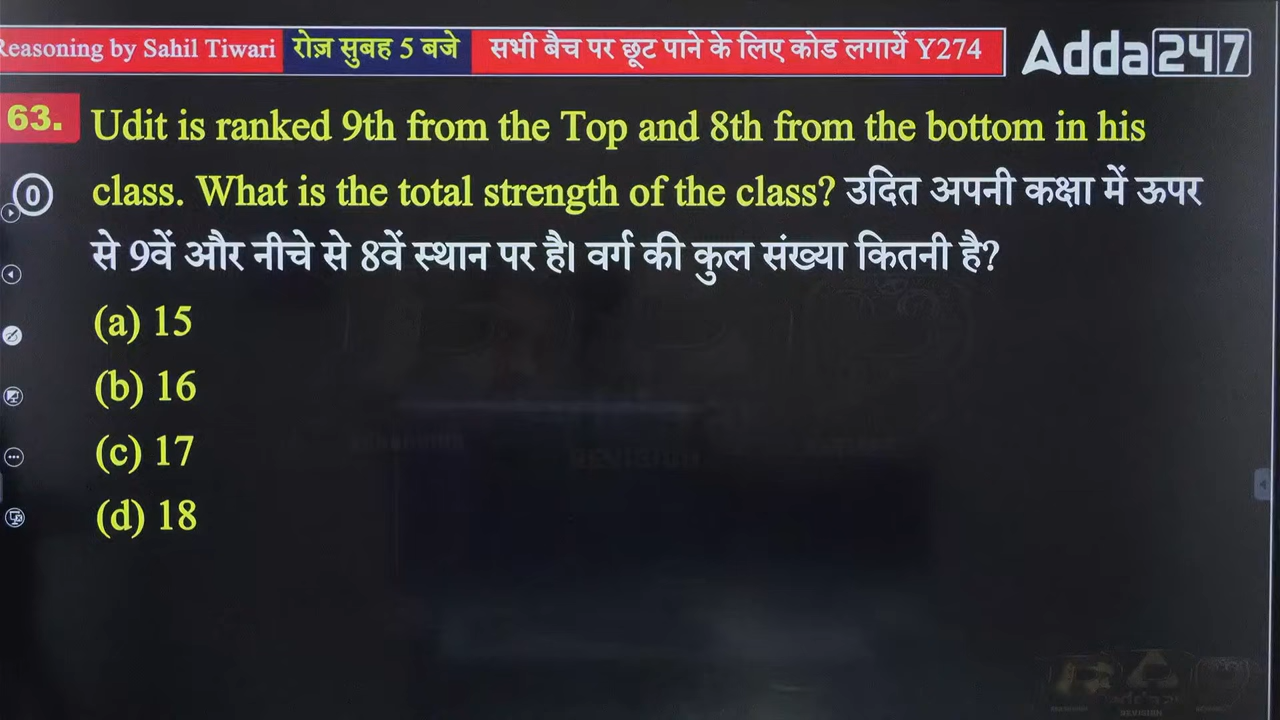 Reasoning by Sahil Tiwari रोज़ सुबह 5 बजे सभी बैच पर छूट पाने के लिए कोड लगायें Y274 Adda247
63. Udit is ranked 9th from the Top and 8th from the bottom in his
0 class. What is the total strength of the class? उदित अपनी कक्षा में ऊपर
से 9वें और नीचे से 8वें स्थान पर है। वर्ग की कुल संख्या कितनी है?
(a) 15
(b) 16
(c) 17
(d) 18